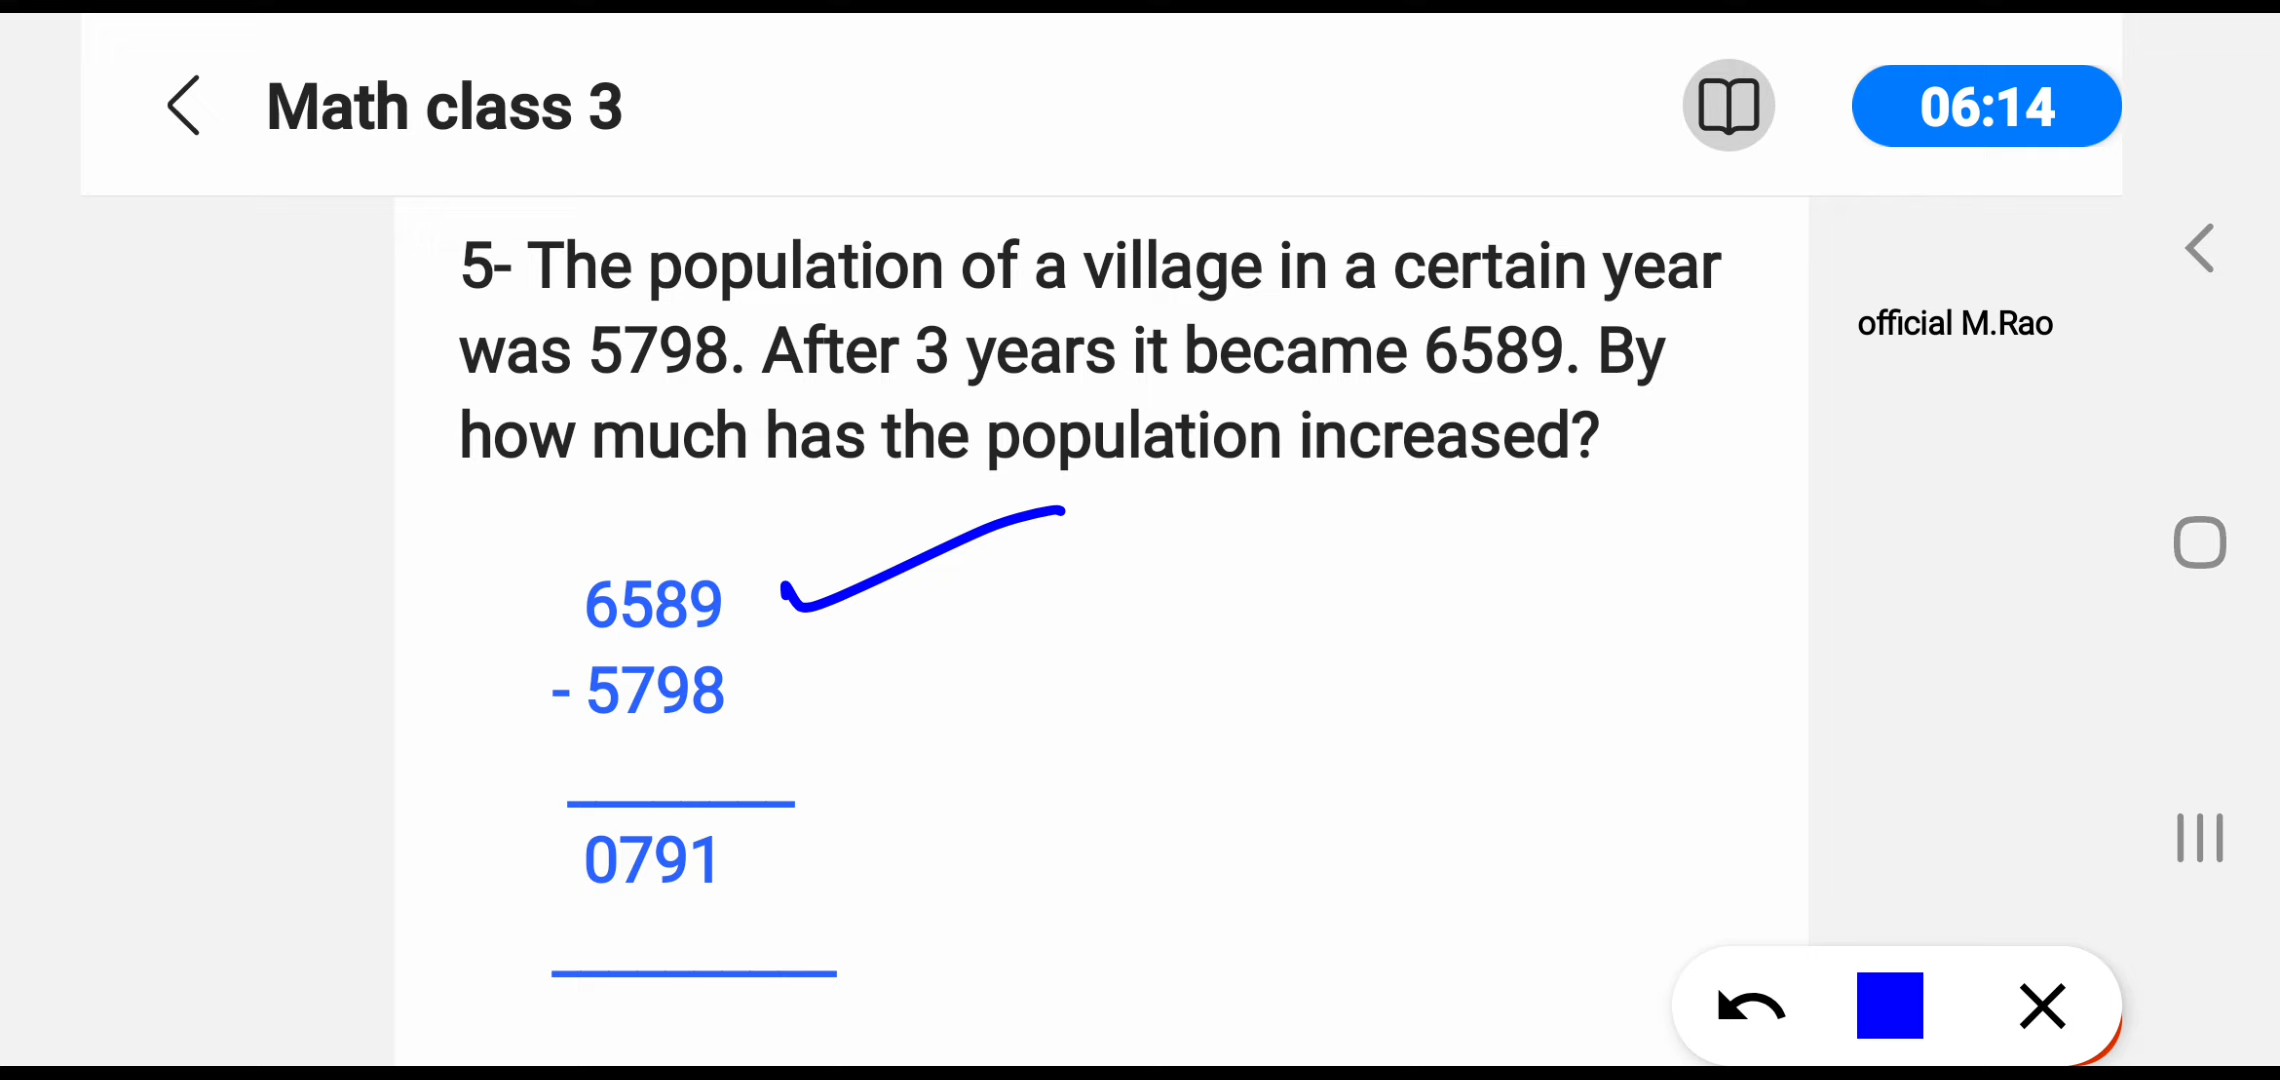 Math class 3
06:14
5- The population of a village in a certain year
was 5798. After 3 years it became 6589. By
how much has the population increased?
official M.Rao
6589
- 5798
0791